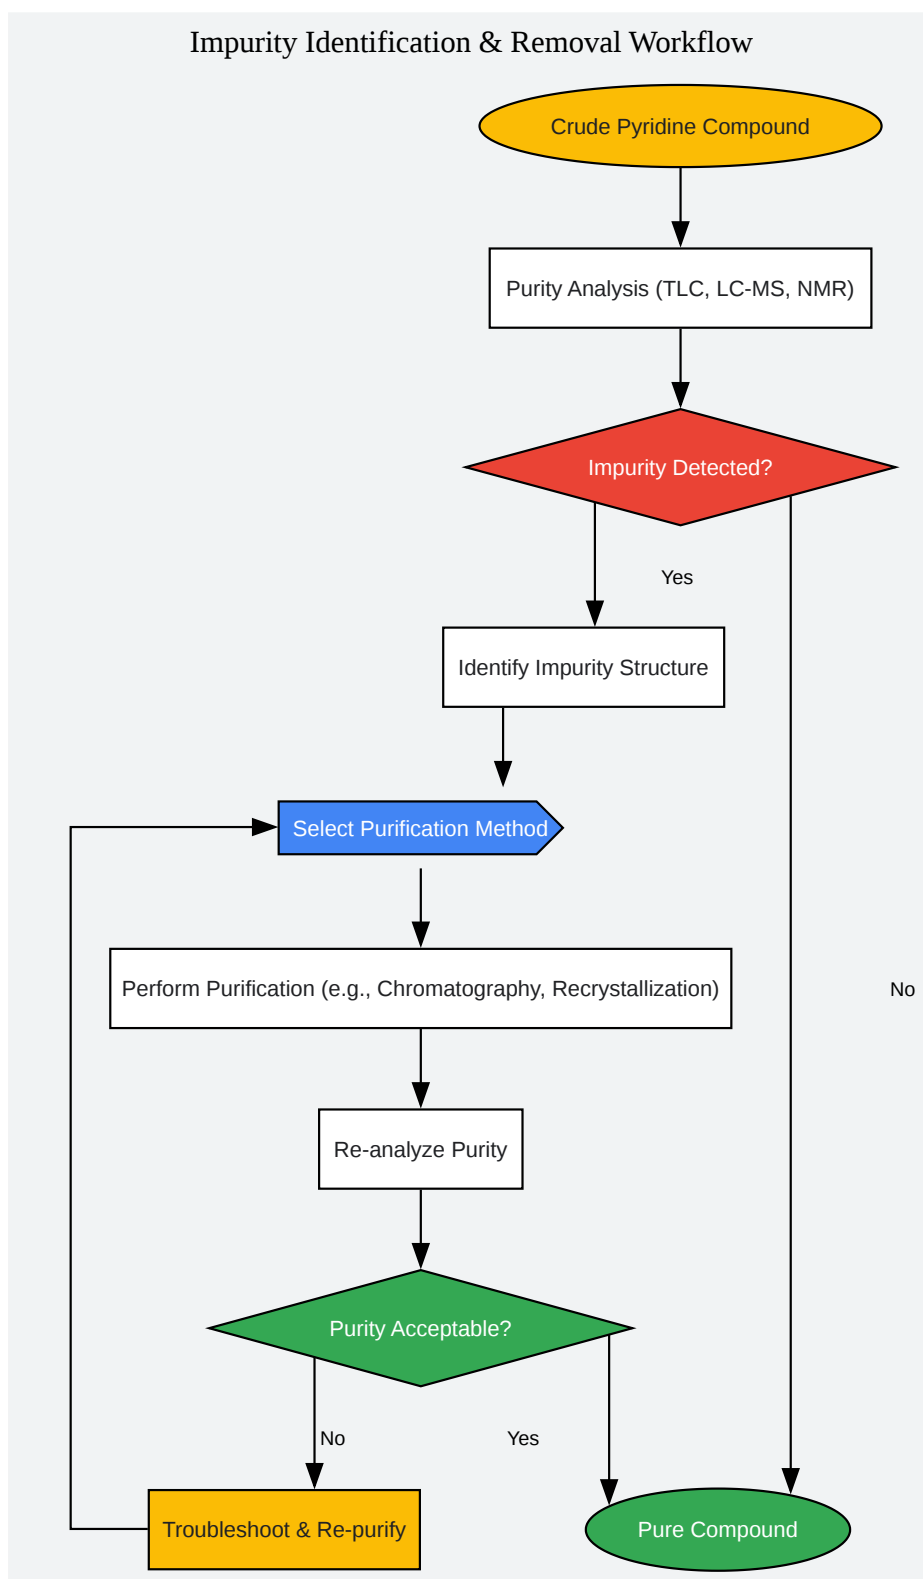 Impurity Identification & Removal Workflow
Crude Pyridine Compound
Purity Analysis (TLC, LC-MS, NMR)
Impurity Detected?
Yes
Identify Impurity Structure
Select Purification Method
Perform Purification (e.g., Chromatography, Recrystallization)
No
Re-analyze Purity
Purity Acceptable?
No
Yes
Troubleshoot & Re-purify
Pure Compound